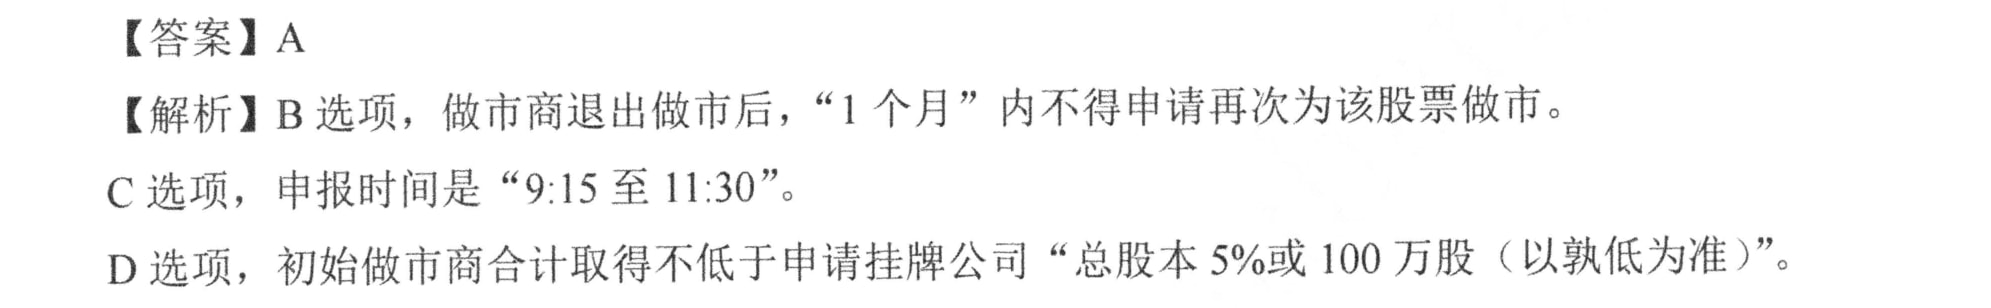 【答案】A
【解析】B 选项，做市商退出做市后，“1 个月”内不得申请再次为该股票做市。
C 选项，申报时间是“9:15 至 11:30”。
D 选项，初始做市商合计取得不低于申请挂牌公司“总股本 5%或 100 万股（以孰低为准）”。